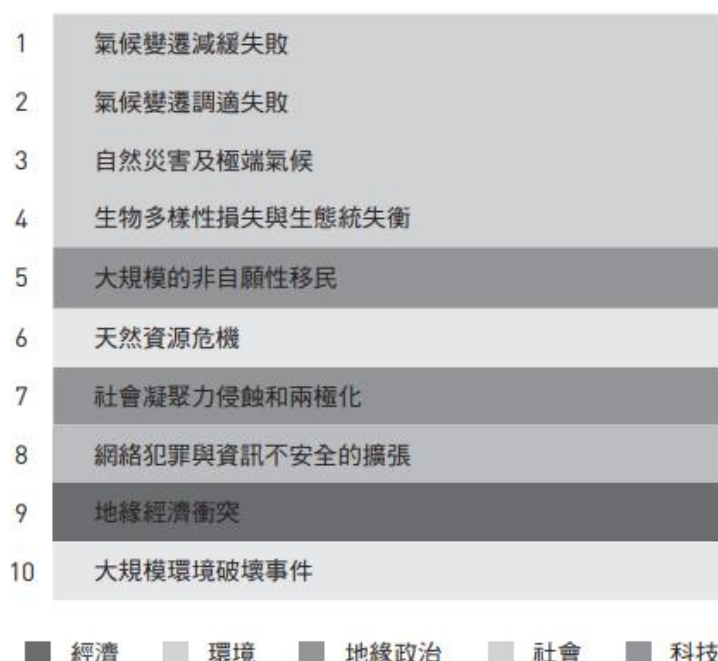 1 氣候變遷減緩失敗
2 氣候變遷調適失敗
3 自然災害及極端氣候
4 生物多樣性損失與生態統失衡
5 大規模的非自願性移民
6 天然資源危機
7 社會凝聚力侵蝕和兩極化
8 網絡犯罪與資訊不安全的擴張
9 地緣經濟衝突
10 大規模環境破壞事件
經濟 環境 地緣政治 社會 科技